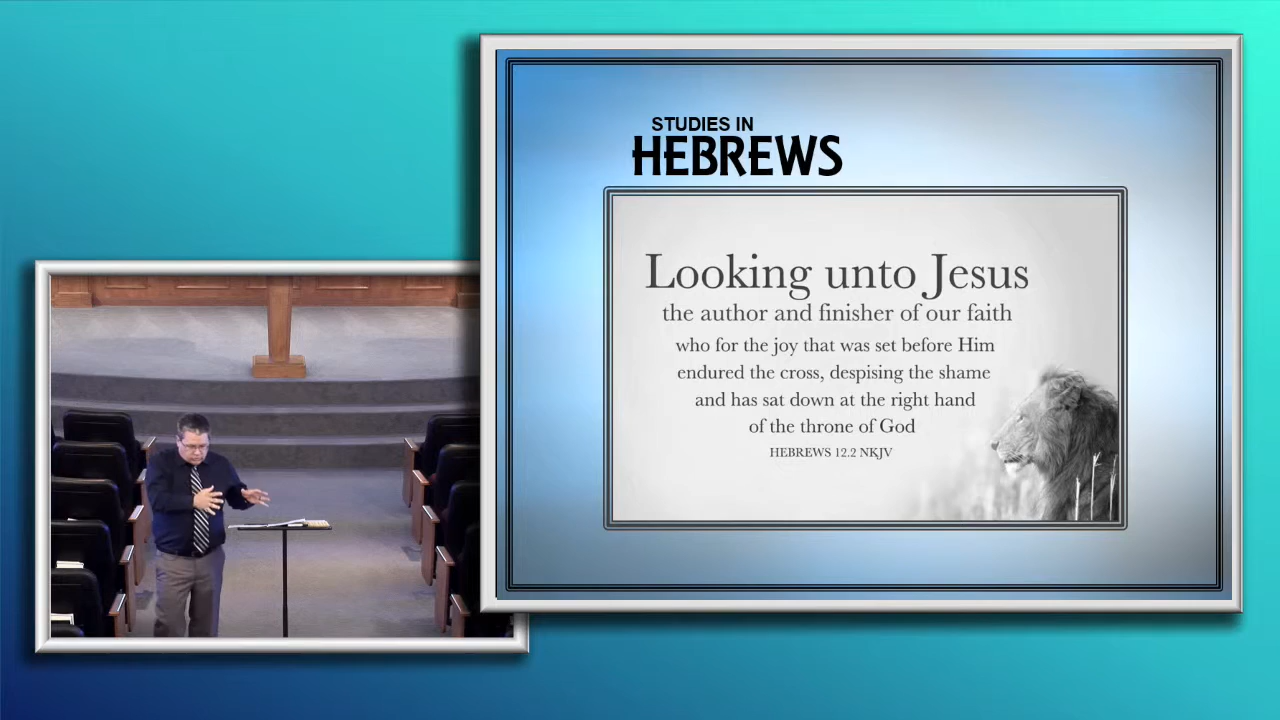 STUDIES IN
HEBREWS
Looking unto Jesus
the author and finisher of our faith
who for the joy that was set before Him
endured the cross, despising the shame
and has sat down at the right hand
of the throne of God
HEBREWS 12.2 NKJV